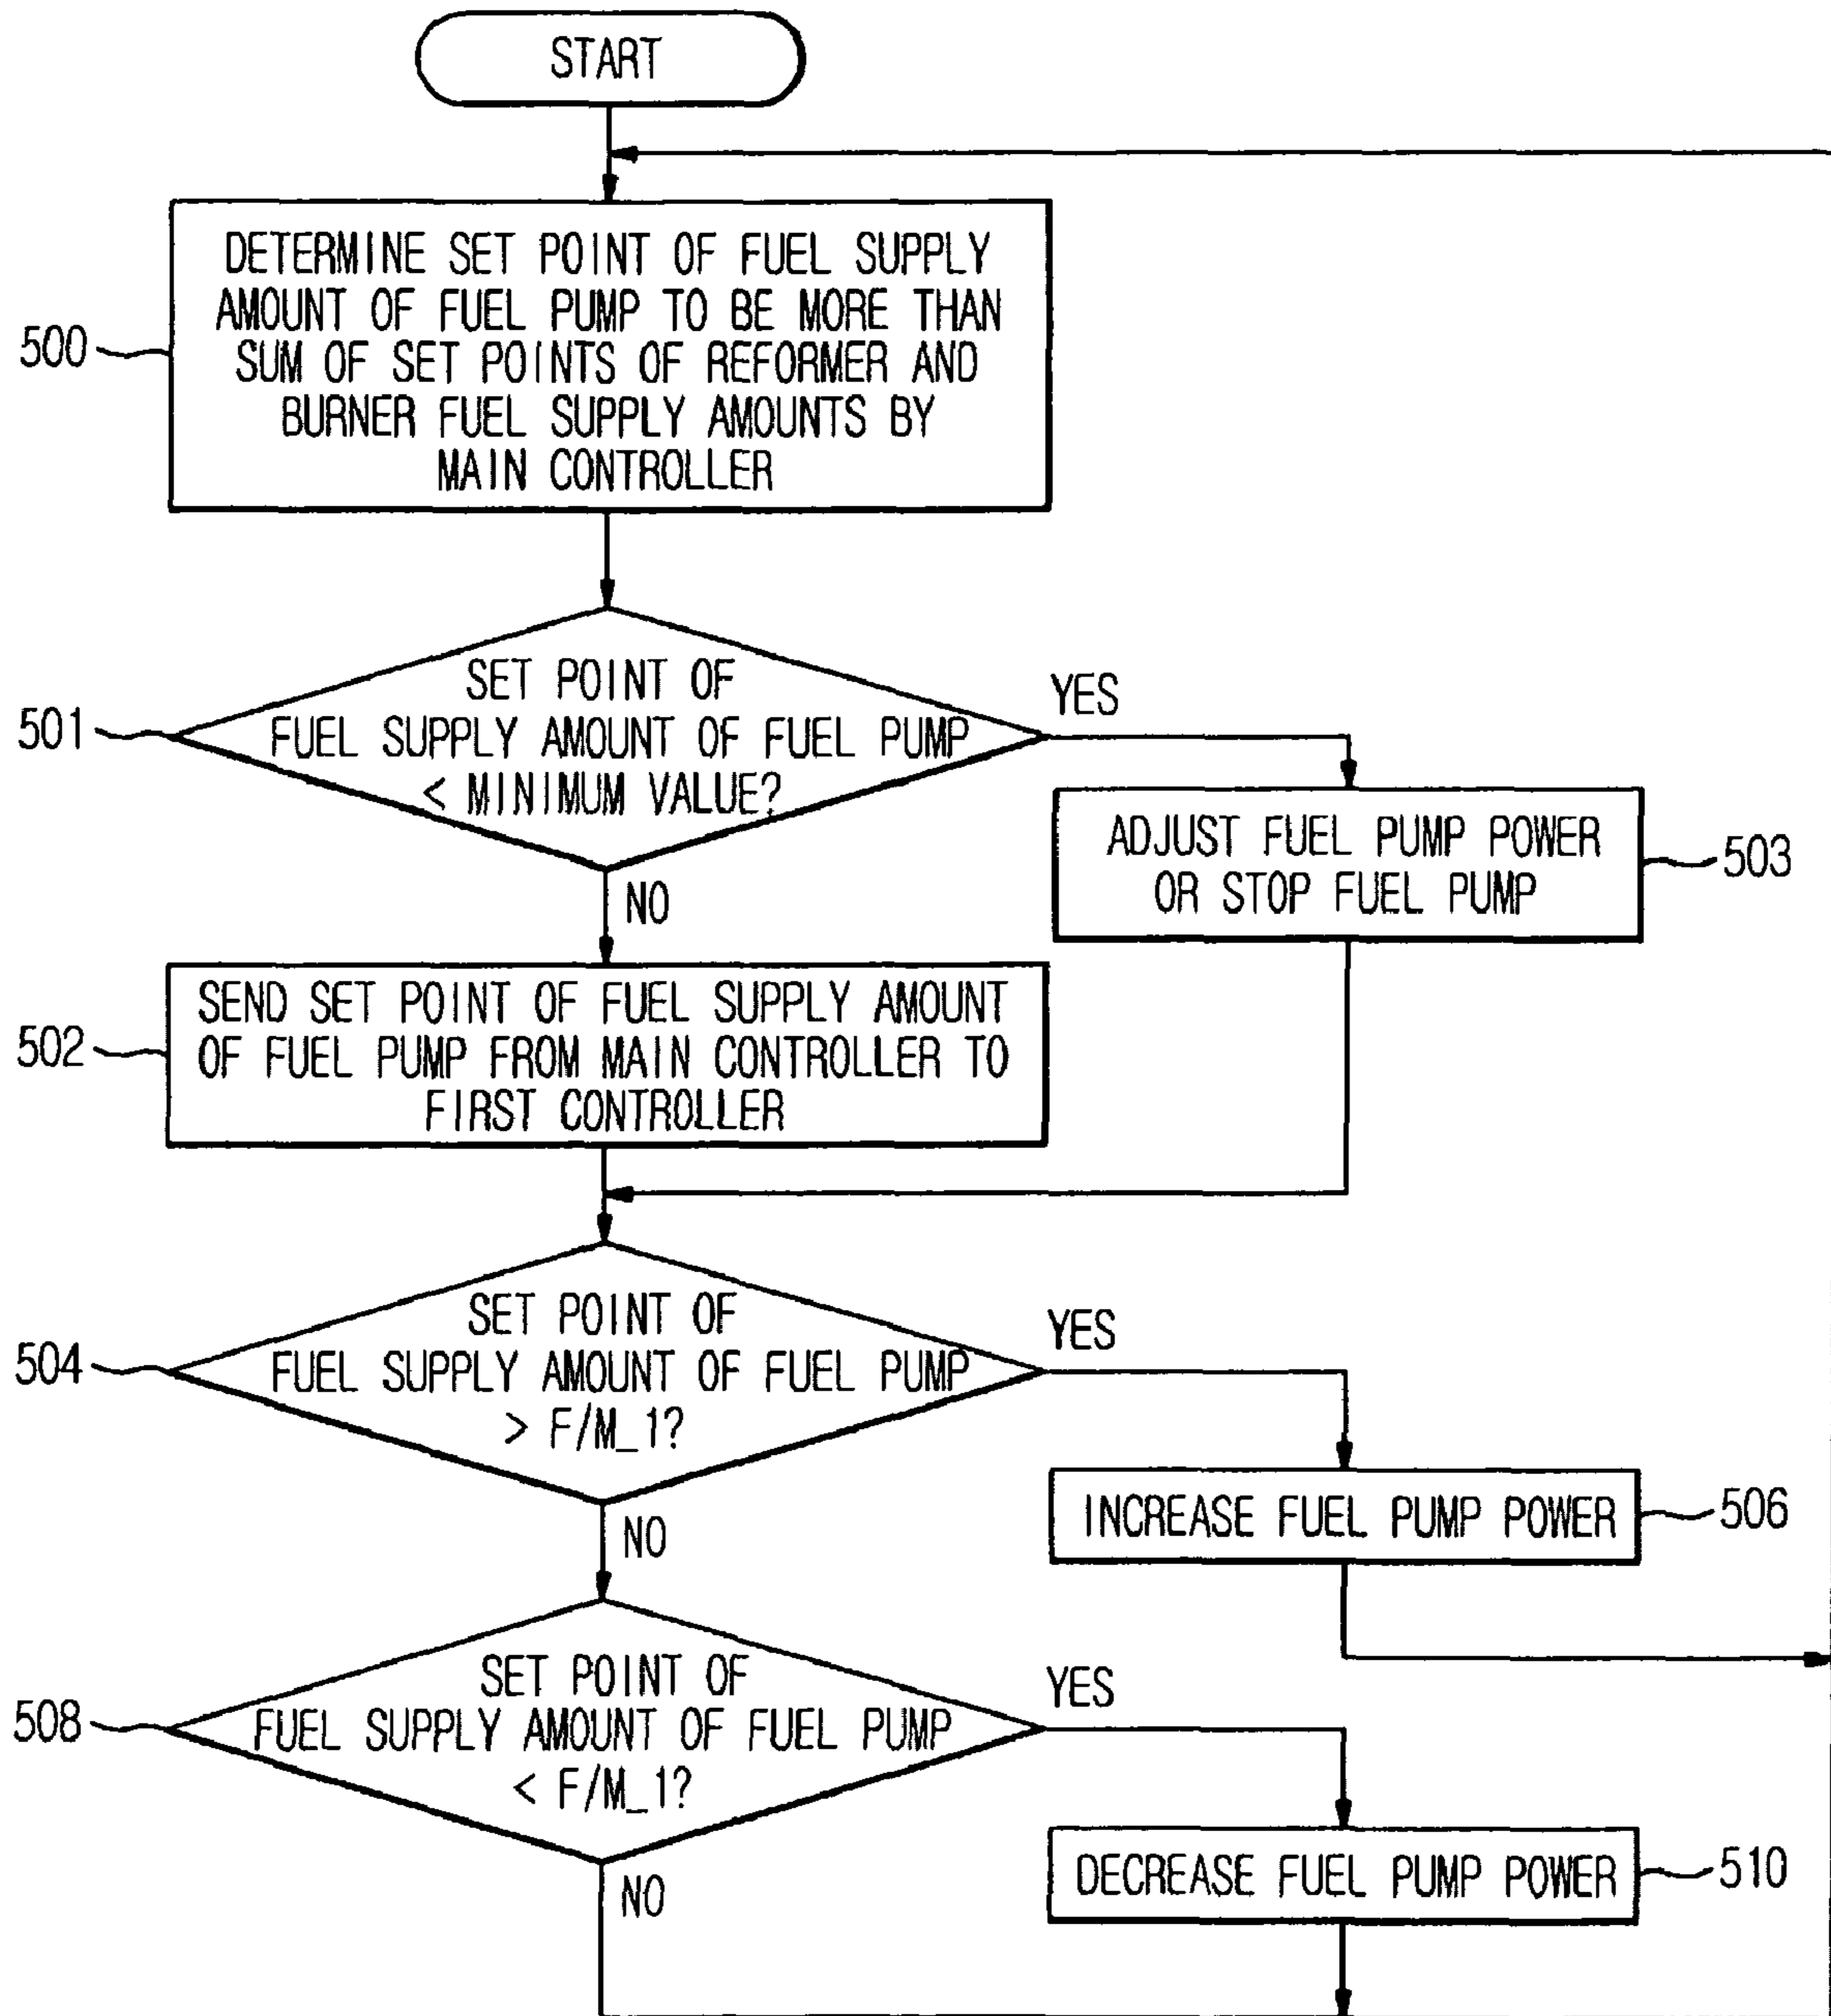 START
DETERMINE SET POINT OF FUEL SUPPLY
AMOUNT OF FUEL PUMP TO BE MORE THAN
SUM OF SET POINTS OF REFORMER AND
BURNER FUEL SUPPLY AMOUNTS BY
MAIN CONTROLLER
500
SET POINT OF
FUEL SUPPLY AMOUNT OF FUEL PUMP
< MINIMUM VALUE?
501
YES
NO
ADJUST FUEL PUMP POWER
OR STOP FUEL PUMP
503
SEND SET POINT OF FUEL SUPPLY AMOUNT
OF FUEL PUMP FROM MAIN CONTROLLER TO
FIRST CONTROLLER
502
SET POINT OF
FUEL SUPPLY AMOUNT OF FUEL PUMP
> F/M_1?
504
YES
NO
INCREASE FUEL PUMP POWER
506
SET POINT OF
FUEL SUPPLY AMOUNT OF FUEL PUMP
< F/M_1?
508
YES
NO
DECREASE FUEL PUMP POWER
510